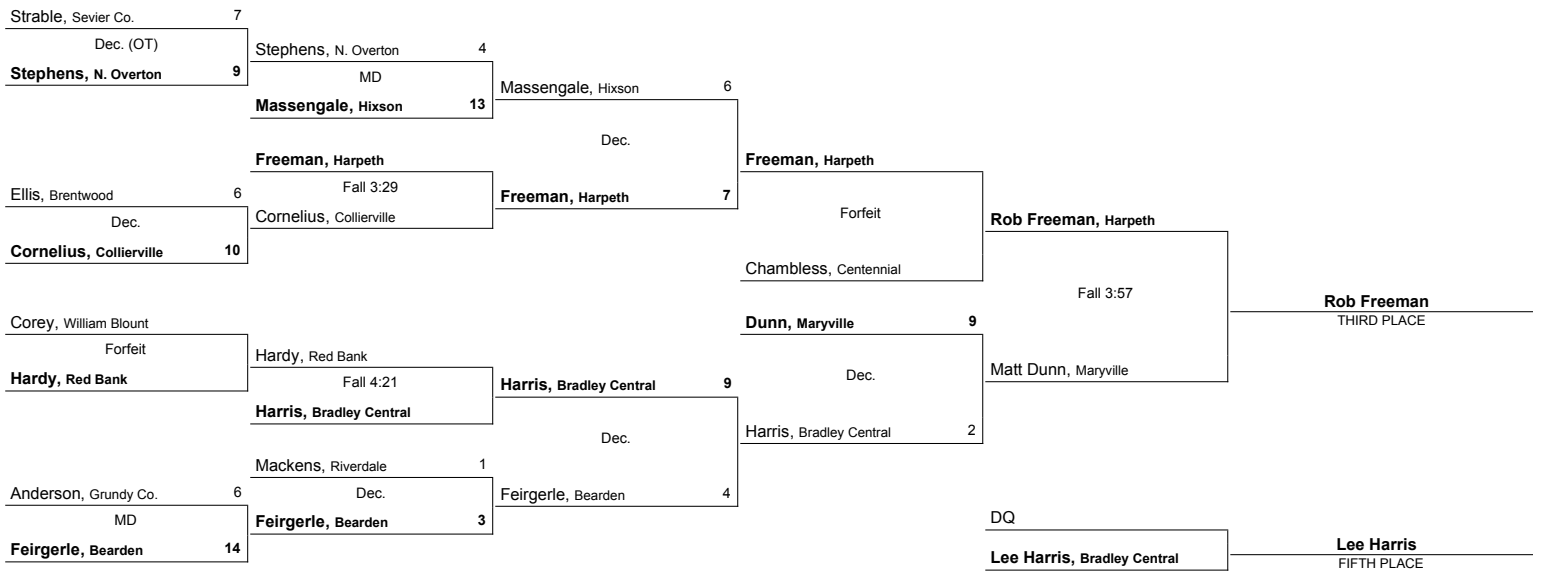 Strable, Sevier Co. 7
Dec. (OT)
Stephens, N. Overton 9
Ellis, Brentwood 6
Dec.
Cornelius, Collierville 10
Corey, William Blount
Forfeit
Hardy, Red Bank
Anderson, Grundy Co. 6
MD
Feirgerle, Bearden 14
Stephens, N. Overton 4
MD
Massengale, Hixson 13
Freeman, Harpeth
Fall 3:29
Cornelius, Collierville
Hardy, Red Bank
Fall 4:21
Harris, Bradley Central
Mackens, Riverdale 1
Dec.
Feirgerle, Bearden 3
Massengale, Hixson 6
Dec.
Freeman, Harpeth 7
Harris, Bradley Central 9
Dec.
Feirgerle, Bearden 4
Freeman, Harpeth
Forfeit
Chambless, Centennial
Dunn, Maryville 9
Dec.
Harris, Bradley Central 2
Rob Freeman, Harpeth
Fall 3:57
Matt Dunn, Maryville
DQ
Lee Harris, Bradley Central
Rob Freeman
THIRD PLACE
Lee Harris
FIFTH PLACE